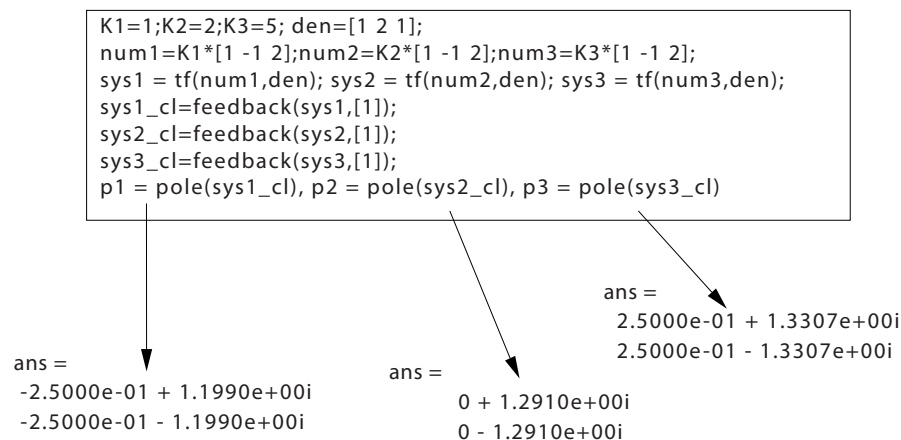 K1=1;K2=2;K3=5; den=[1 2 1];
num1=K1*[1 -1 2];num2=K2*[1 -1 2];num3=K3*[1 -1 2];
sys1 = tf(num1,den); sys2 = tf(num2,den); sys3 = tf(num3,den);
sys1_cl=feedback(sys1,[1]);
sys2_cl=feedback(sys2,[1]);
sys3_cl=feedback(sys3,[1]);
p1 = pole(sys1_cl), p2 = pole(sys2_cl), p3 = pole(sys3_cl)
ans =
-2.5000e-01 + 1.1990e+00i
-2.5000e-01 - 1.1990e+00i
ans =
0 + 1.2910e+00i
0 - 1.2910e+00i
ans =
2.5000e-01 + 1.3307e+00i
2.5000e-01 - 1.3307e+00i